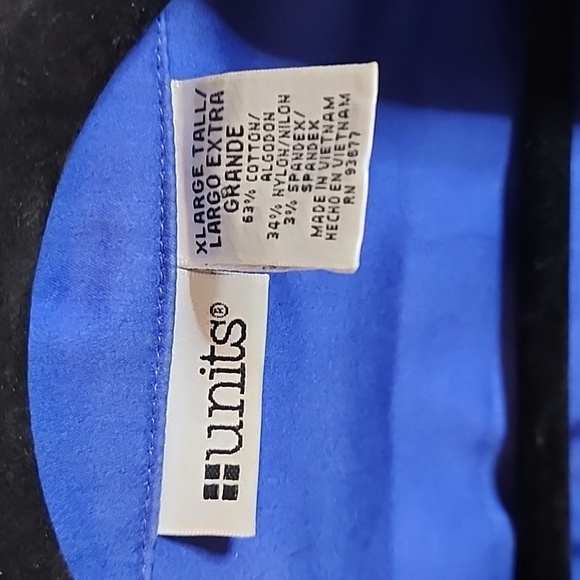 XLARGE TALL/
LARGO EXTRA
GRANDE
63% COTTON/
ALGODON
34% NYLON/NILON
3% SPANDEX/
SPANDEX
MADE IN VIETNAM
HECHO EN VIETNAM
RN 93677
units®